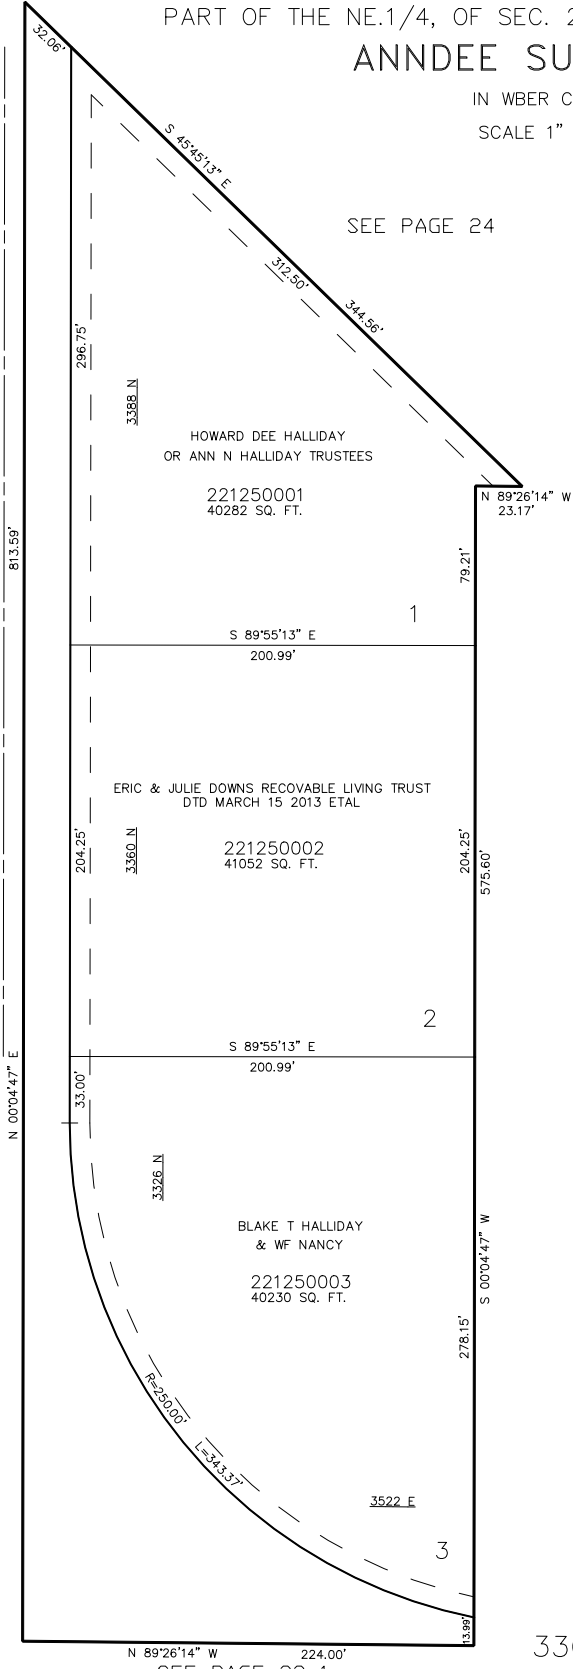 PART OF THE NE.1/4, OF SEC. 2
ANNDEE SU
IN WBER C
SCALE 1"
32.06'
S 45°45'13" E
SEE PAGE 24
312.50'
344.56'
296.75'
3388 N
HOWARD DEE HALLIDAY
OR ANN N HALLIDAY TRUSTEES
221250001
40282 SQ. FT.
N 89°26'14" W
23.17'
813.59'
79.21'
1
S 89°55'13" E
200.99'
ERIC & JULIE DOWNS RECOVABLE LIVING TRUST
DTD MARCH 15 2013 ETAL
204.25'
3360 N
221250002
41052 SQ. FT.
204.25'
575.60'
2
S 89°55'13" E
200.99'
N 00°04'47" E
33.00'
3326 N
BLAKE T HALLIDAY
& WF NANCY
221250003
40230 SQ. FT.
S 00°04'47" W
278.15'
R=250.00'
L=343.37'
3522 E
3
13.99'
N 89°26'14" W
224.00'
330